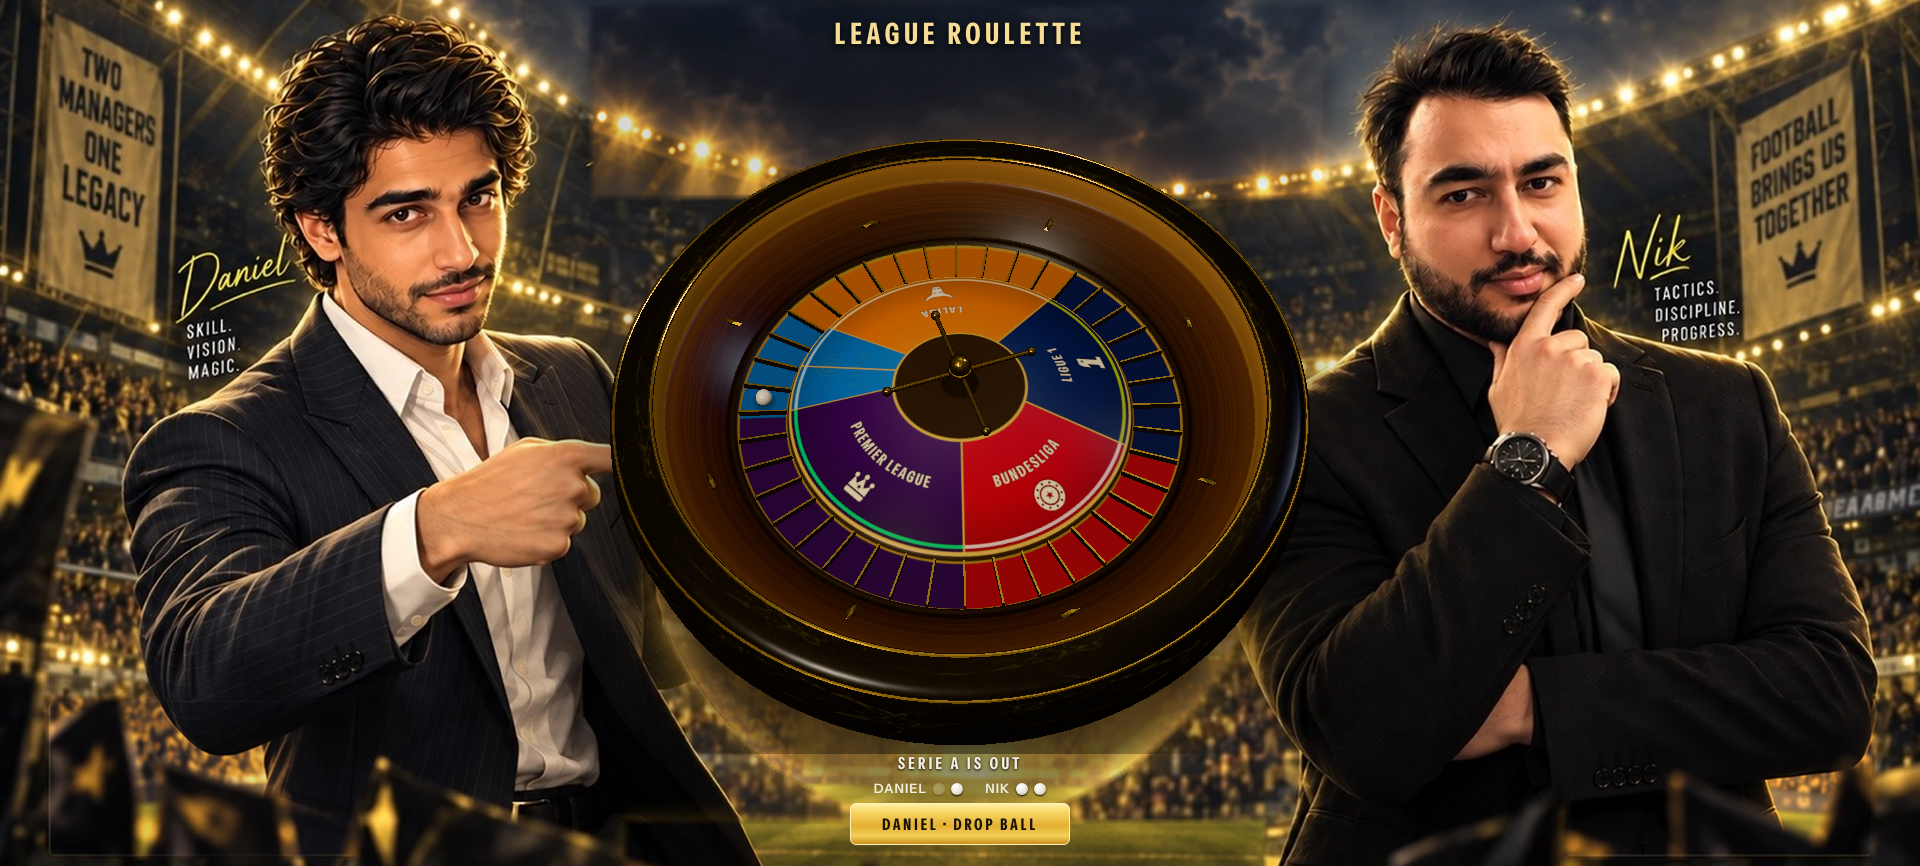 LEAGUE ROULETTE
TWO
MANAGERS
ONE
LEGACY
Daniel
SKILL.
VISION.
MAGIC.
FOOTBALL
BRINGS US
TOGETHER
Nik
TACTICS.
DISCIPLINE.
PROGRESS.
LALIGA
LIGUE 1
PREMIER LEAGUE
BUNDESLIGA
SERIE A IS OUT
DANIEL NIK
DANIEL · DROP BALL